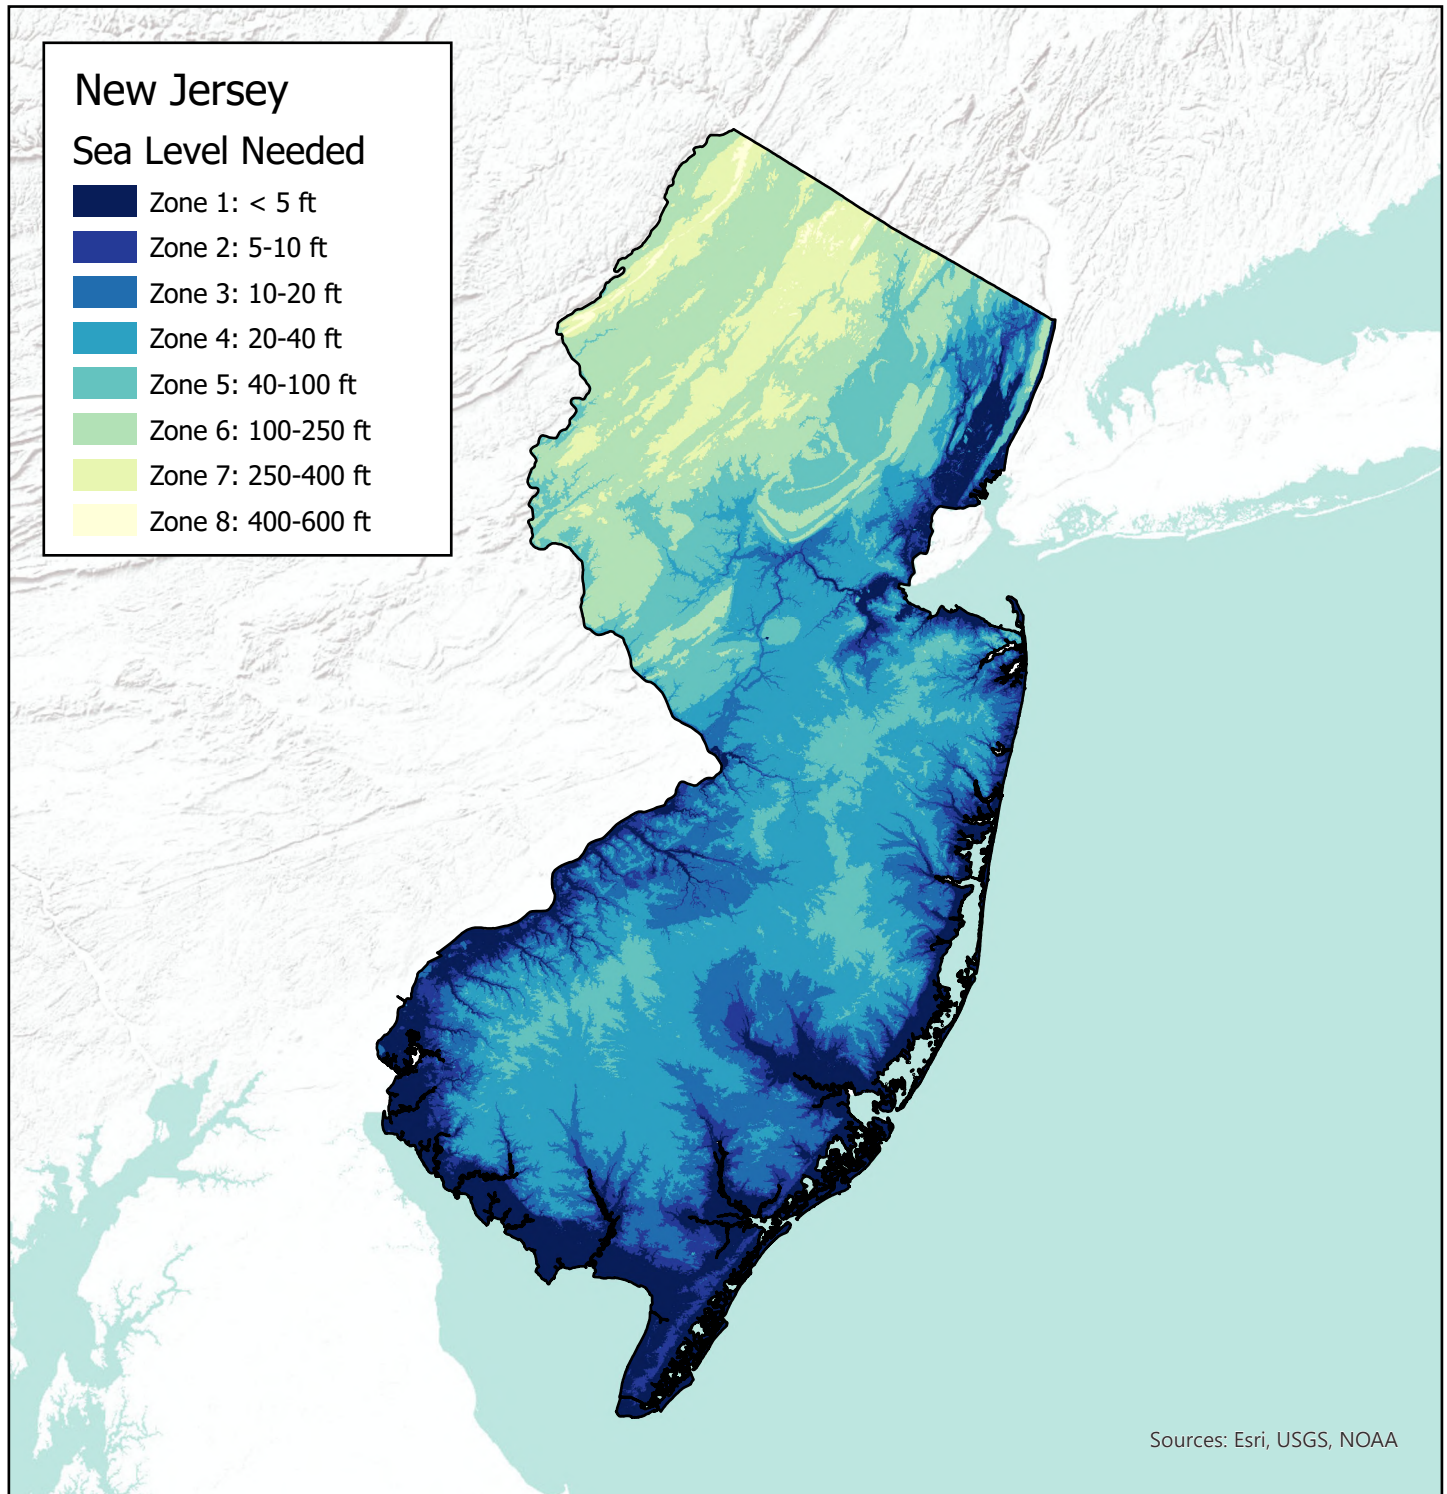 New Jersey
Sea Level Needed
Zone 1: < 5 ft
Zone 2: 5-10 ft
Zone 3: 10-20 ft
Zone 4: 20-40 ft
Zone 5: 40-100 ft
Zone 6: 100-250 ft
Zone 7: 250-400 ft
Zone 8: 400-600 ft
Sources: Esri, USGS, NOAA